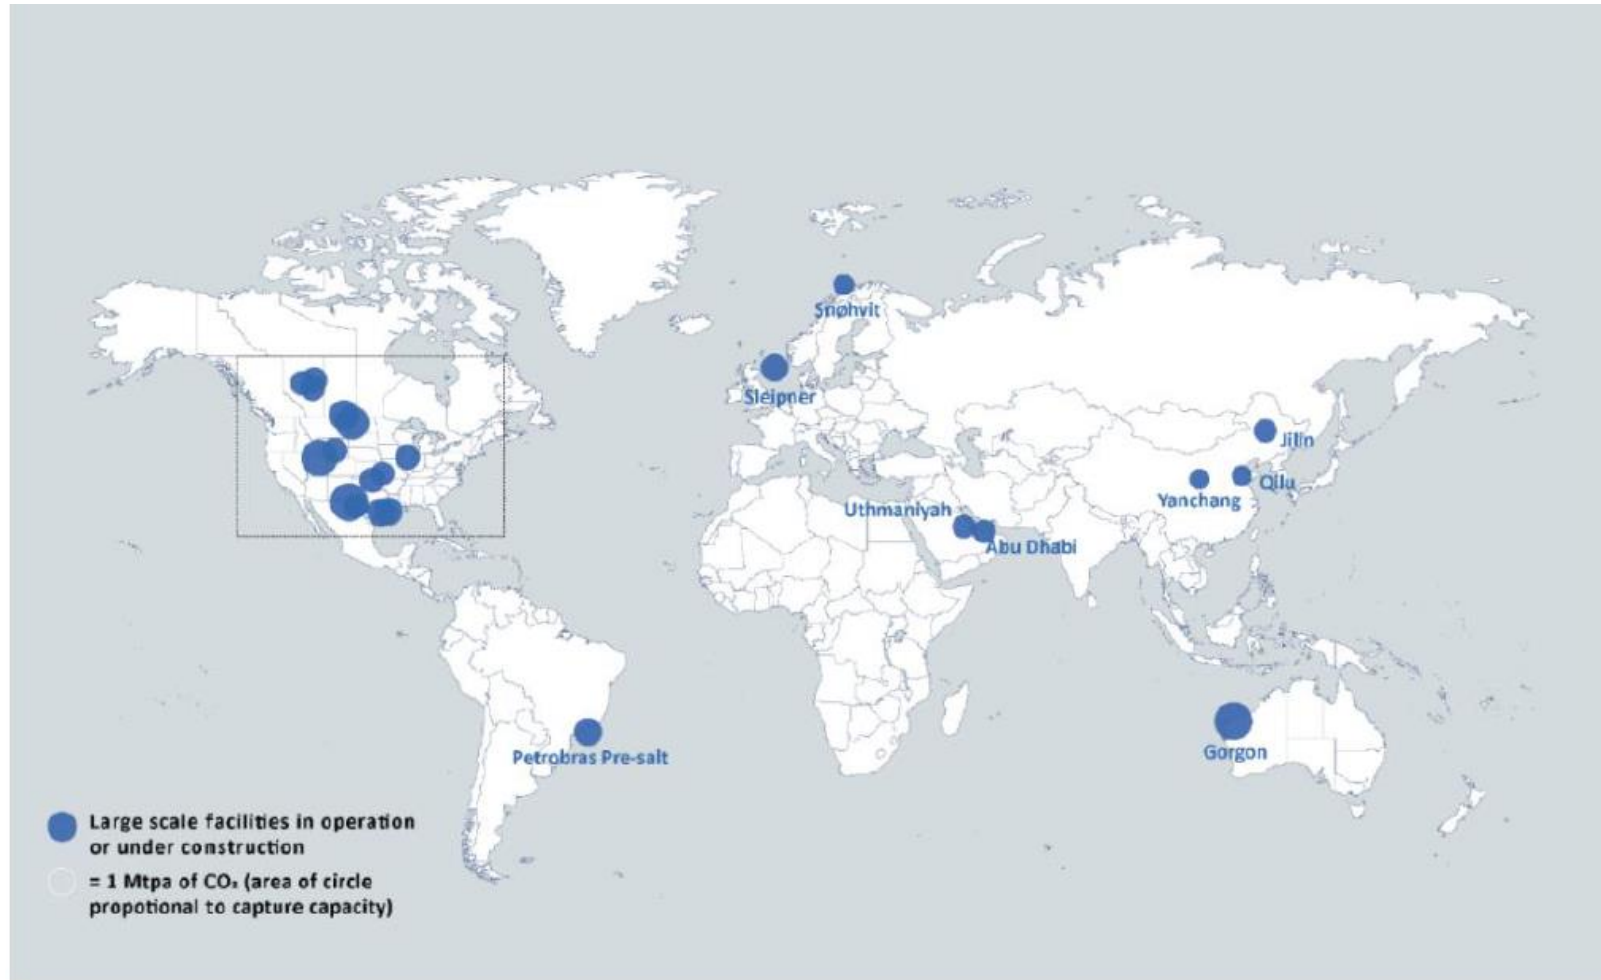 Snøhvit
Sleipner
Jilin
Qilu
Yanchang
Uthmaniyah
Abu Dhabi
Gorgon
Petrobras Pre-salt
Large scale facilities in operation
or under construction
= 1 Mtpa of CO₂ (area of circle
propotional to capture capacity)